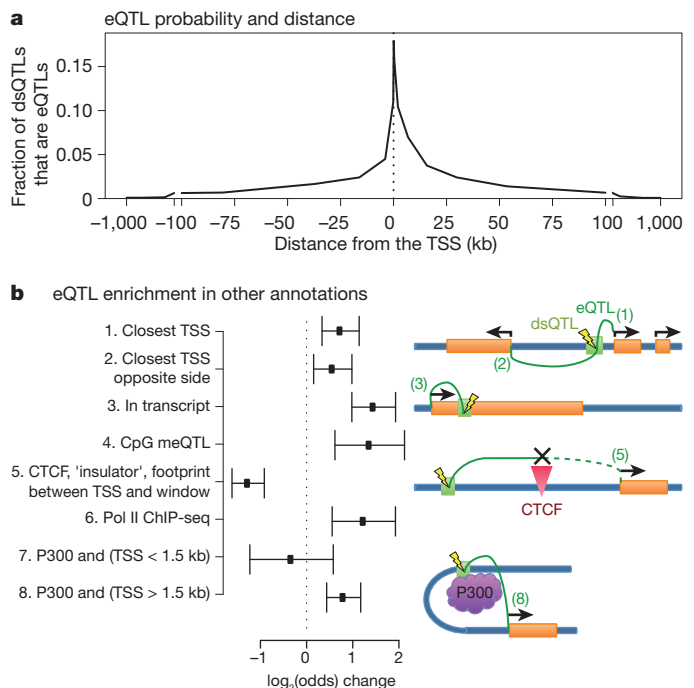 a eQTL probability and distance
Fraction of dsQTLs
that are eQTLs
0.15
0.10
0.05
0
−1,000 −100 −75 −50 −25 0 25 50 75 100 1,000
Distance from the TSS (kb)
b eQTL enrichment in other annotations
1. Closest TSS
2. Closest TSS
opposite side
3. In transcript
4. CpG meQTL
5. CTCF, 'insulator', footprint
between TSS and window
6. Pol II ChIP-seq
7. P300 and (TSS < 1.5 kb)
8. P300 and (TSS > 1.5 kb)
−1 0 1 2
log2(odds) change
eQTL
(1)
dsQTL
(2)
(3)
(5)
CTCF
P300
(8)